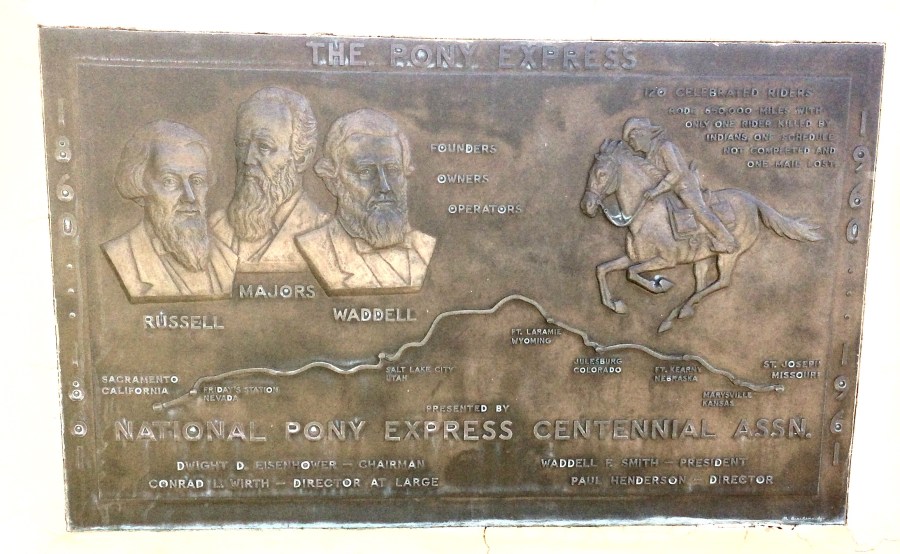 THE PONY EXPRESS
120 CELEBRATED RIDERS
RODE 650,000 MILES WITH
ONLY ONE RIDER KILLED BY
INDIANS, ONE SCHEDULE
NOT COMPLETED AND
ONE MAIL LOST.
FOUNDERS
OWNERS
OPERATORS
RUSSELL
MAJORS
WADDELL
1860
1960
1861
1961
SACRAMENTO
CALIFORNIA
FRIDAY'S STATION
NEVADA
SALT LAKE CITY
UTAH
FT. LARAMIE
WYOMING
JULESBURG
COLORADO
FT. KEARNY
NEBRASKA
MARYSVILLE
KANSAS
ST. JOSEPH
MISSOURI
PRESENTED BY
NATIONAL PONY EXPRESS CENTENNIAL ASSN.
DWIGHT D. EISENHOWER – CHAIRMAN
WADDELL F. SMITH – PRESIDENT
CONRAD L. WIRTH – DIRECTOR AT LARGE
PAUL HENDERSON – DIRECTOR